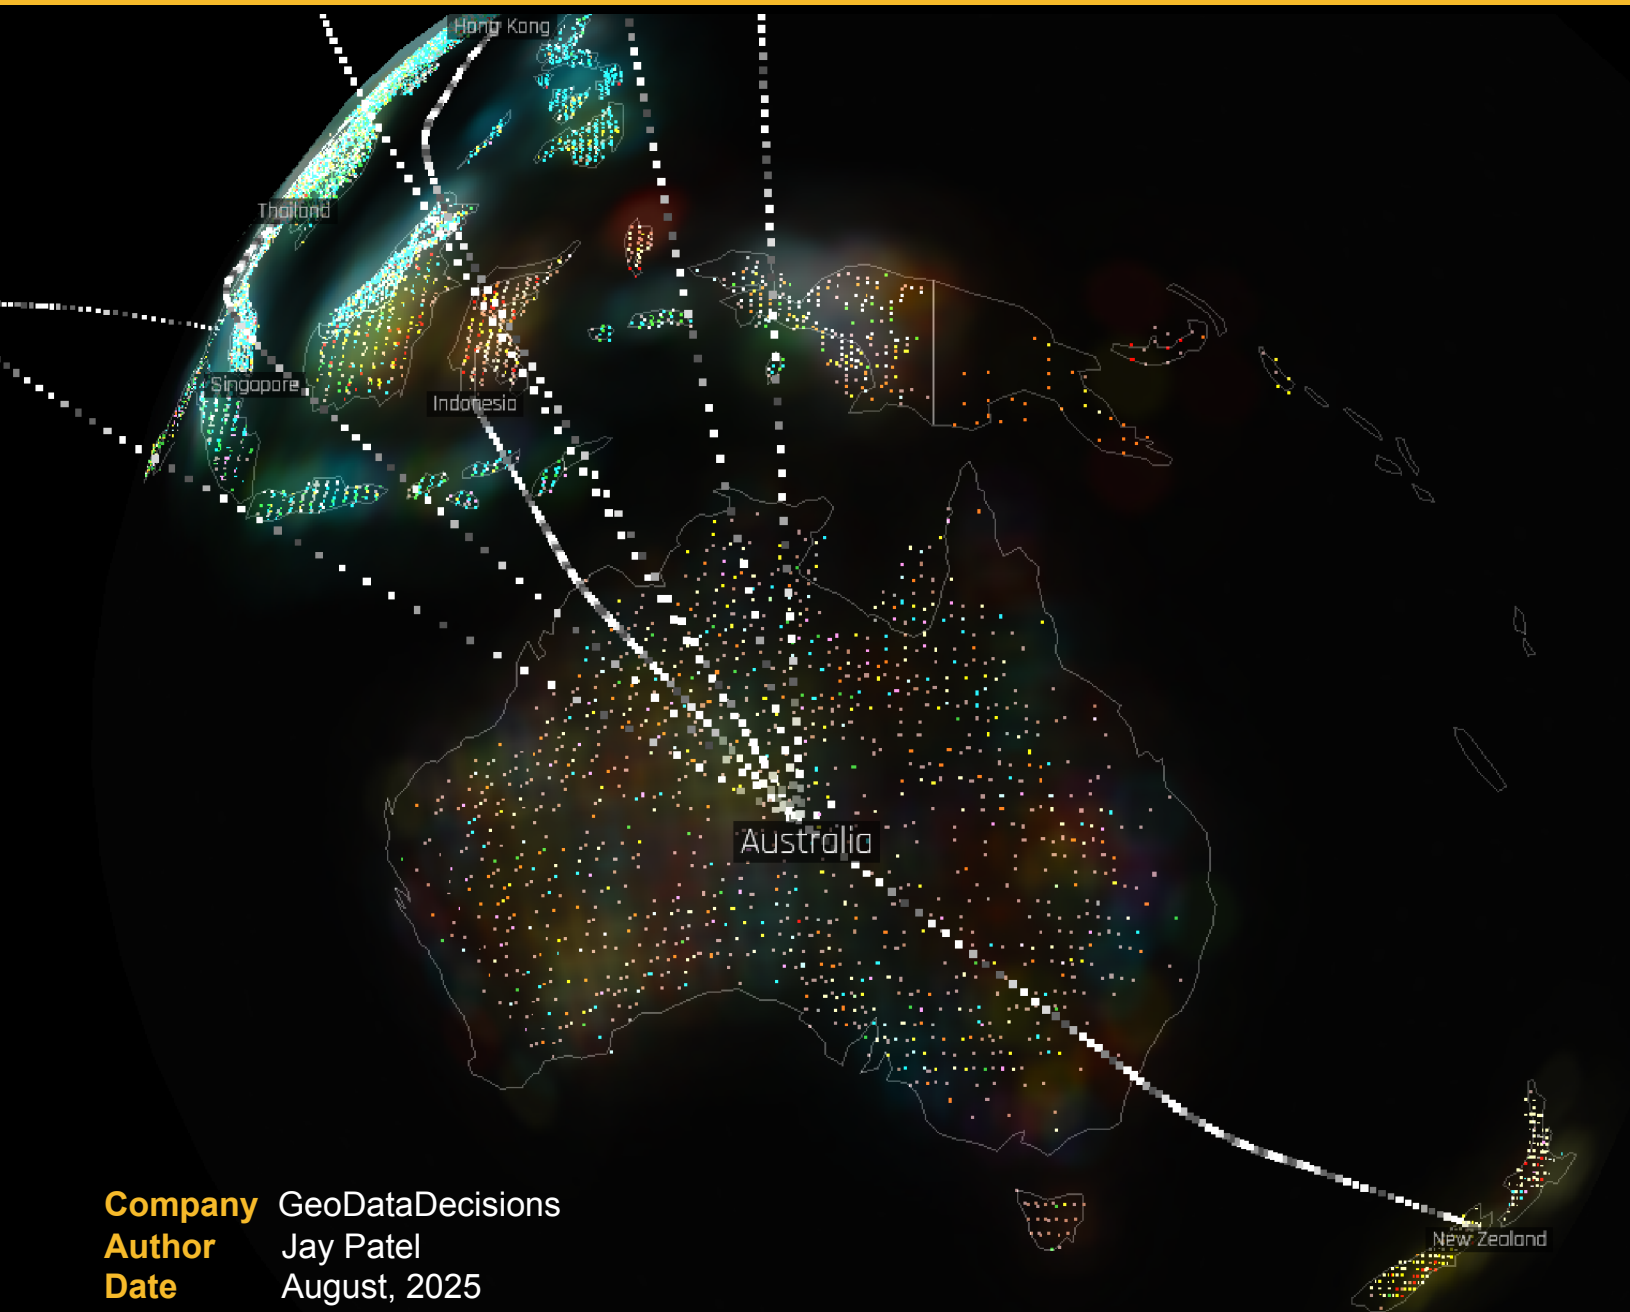 Hong Kong
Thailand
Singapore
Indonesia
Australia
New Zealand
Company GeoDataDecisions
Author Jay Patel
Date August, 2025